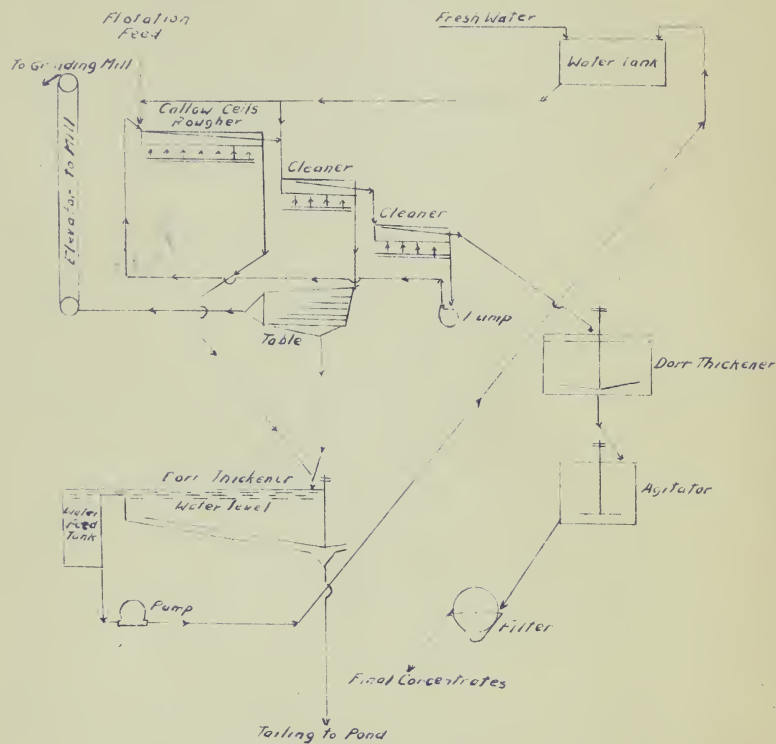 Flotation
Feed
Fresh Water
To Grinding Mill
Water Tank
Callow Cells
Rougher
Elevator to Mill
Cleaner
Cleaner
Pump
Table
Dorr Thickener
Dorr Thickener
Water level
Water
Feed
Tank
Agitator
Pump
Filter
Final Concentrates
Tailing to Pond